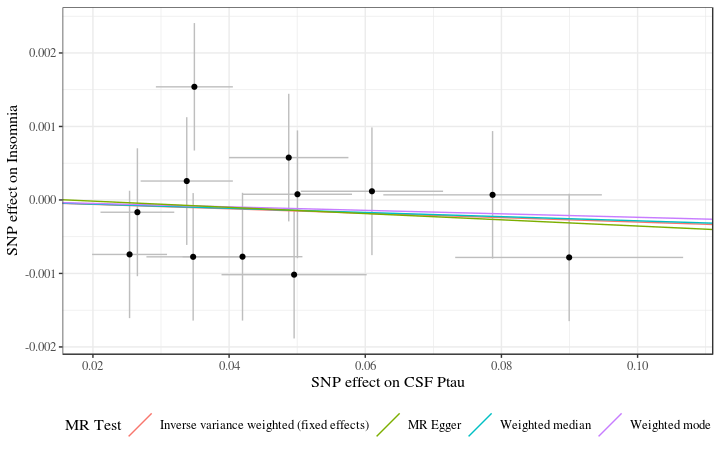 SNP effect on Insomnia
0.002
0.001
0.000
-0.001
-0.002
0.02 0.04 0.06 0.08 0.10
SNP effect on CSF Ptau
MR Test Inverse variance weighted (fixed effects) MR Egger Weighted median Weighted mode